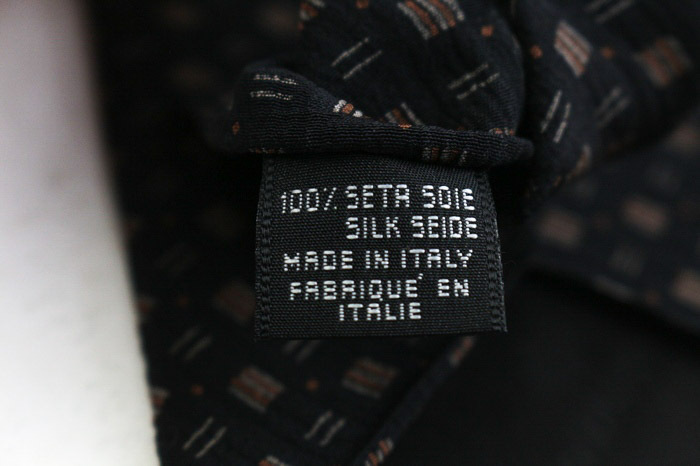 100% SETA SOIE
SILK SEIDE
MADE IN ITALY
FABRIQUÉ EN
ITALIE